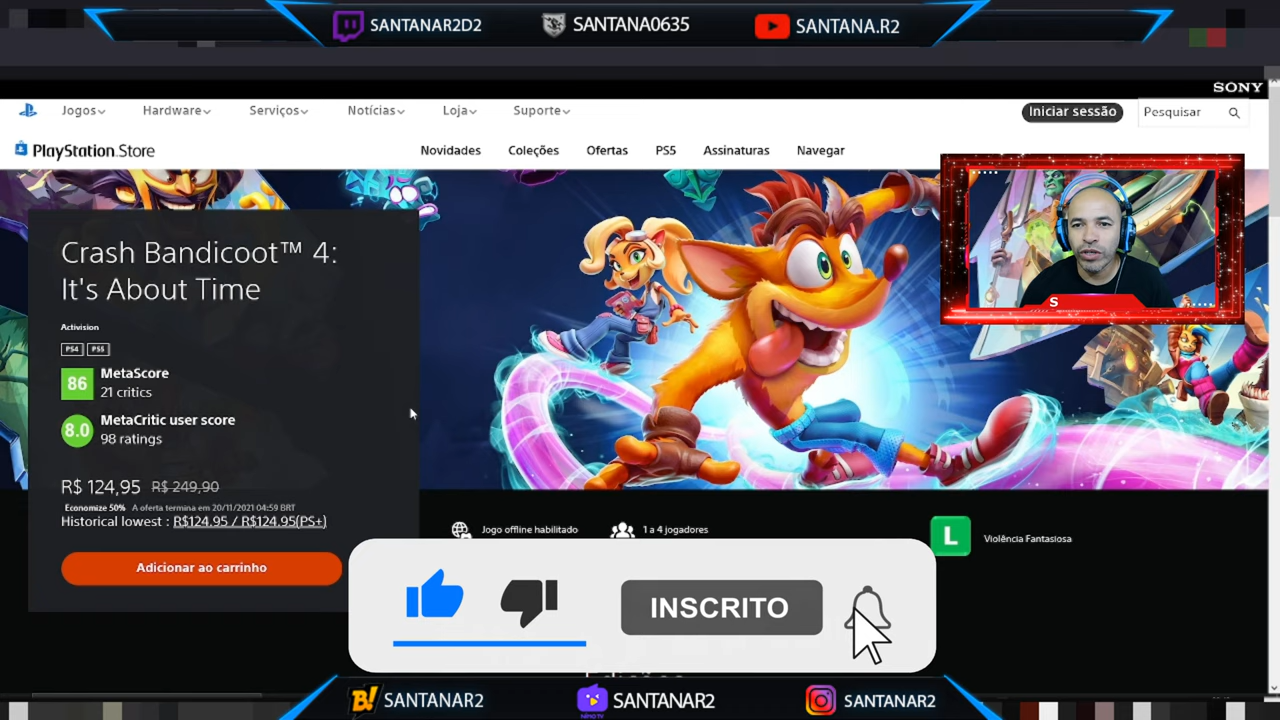 SANTANAR2D2
SANTANA0635
SANTANA.R2
SONY
Jogos
Hardware
Serviços
Notícias
Loja
Suporte
Iniciar sessão
Pesquisar
PlayStation.Store
Novidades
Coleções
Ofertas
PS5
Assinaturas
Navegar
Crash Bandicoot™ 4:
It's About Time
Activision
PS4 PS5
86
MetaScore
21 critics
8.0
MetaCritic user score
98 ratings
R$ 124,95 R$ 249,90
Economize 50% A oferta termina em 20/11/2021 04:59 BRT
Historical lowest : R$124.95 / R$124.95(PS+)
Adicionar ao carrinho
S
Jogo offline habilitado
1 a 4 jogadores
L
Violência Fantasiosa
INSCRITO
B!
SANTANAR2
NIMO TV
SANTANAR2
SANTANAR2